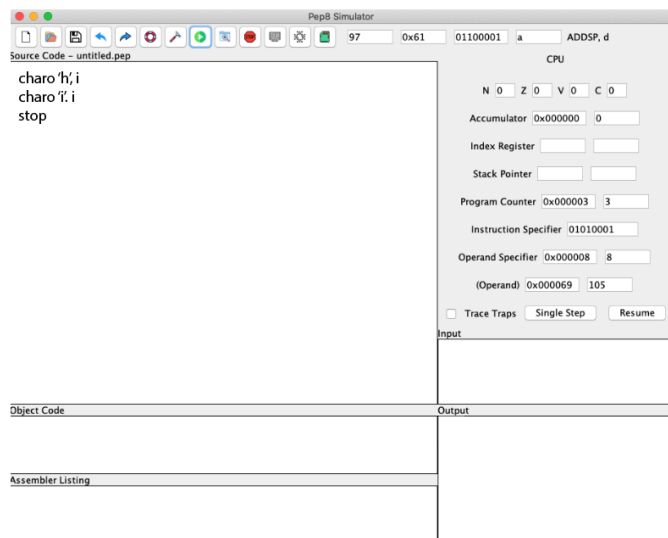 Pep8 Simulator
97 0x61 01100001 a ADDSP, d
Source Code - untitled.pep
CPU
charo ‘h’, i
charo ‘i’. i
stop
N 0 Z 0 V 0 C 0
Accumulator 0x000000 0
Index Register
Stack Pointer
Program Counter 0x000003 3
Instruction Specifier 01010001
Operand Specifier 0x000008 8
(Operand) 0x000069 105
Trace Traps Single Step Resume
Input
Object Code
Output
Assembler Listing